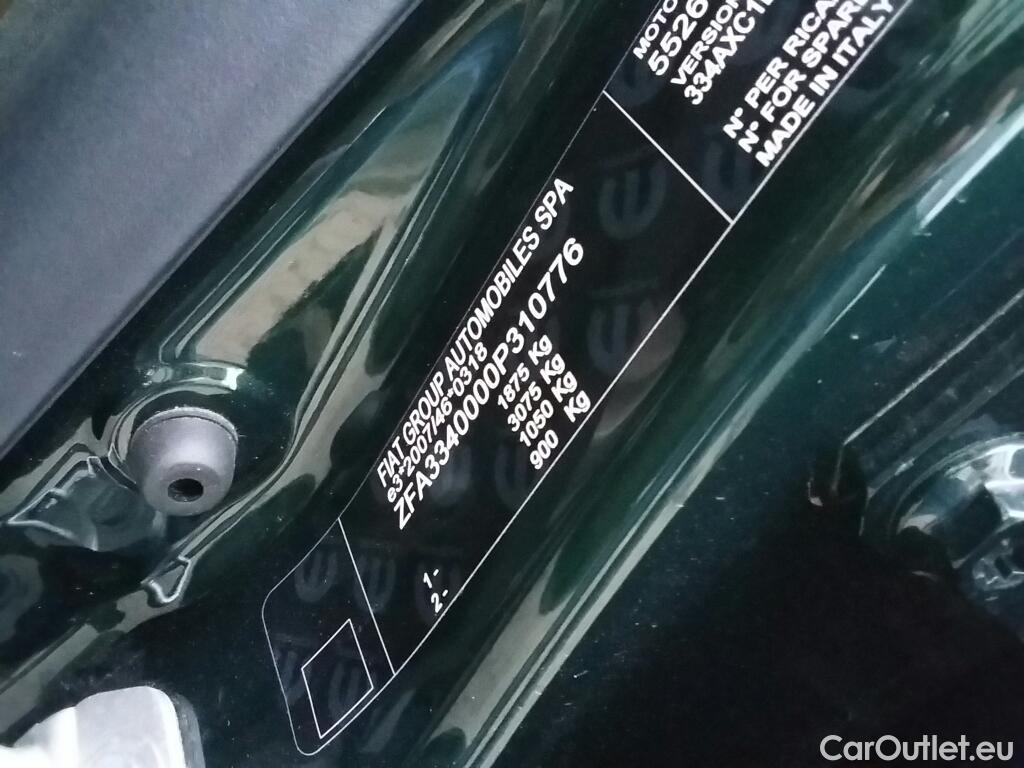 FIAT GROUP AUTOMOBILES SPA
e3*2007/46*0318
ZFA3340000P310776
1875 Kg
3075 Kg
1- 1050 Kg
2- 900 Kg
MOTO
5526
VERSION
334AXC1
N° PER RICA
N° FOR SPAR
MADE IN ITALY
CarOutlet.eu